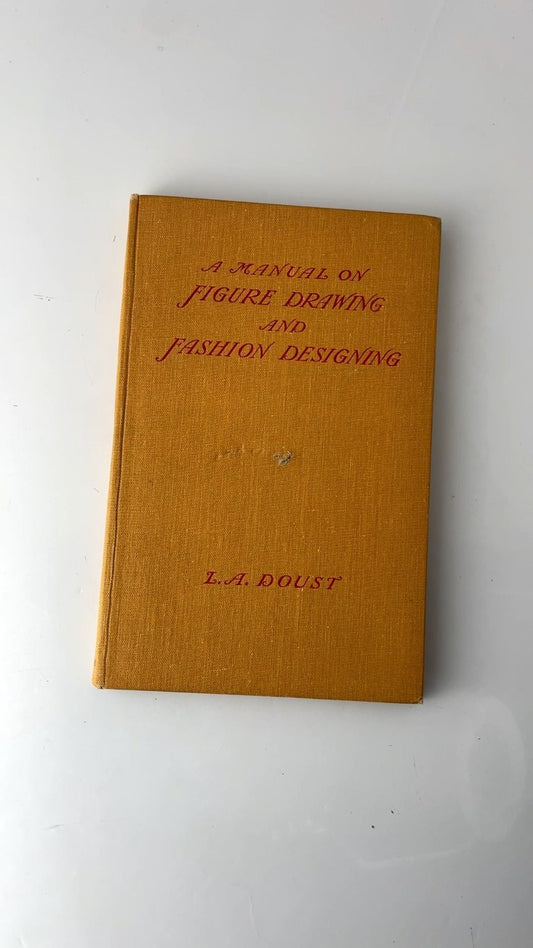 A MANUAL ON
FIGURE DRAWING
AND
FASHION DESIGNING
L. A. DOUST